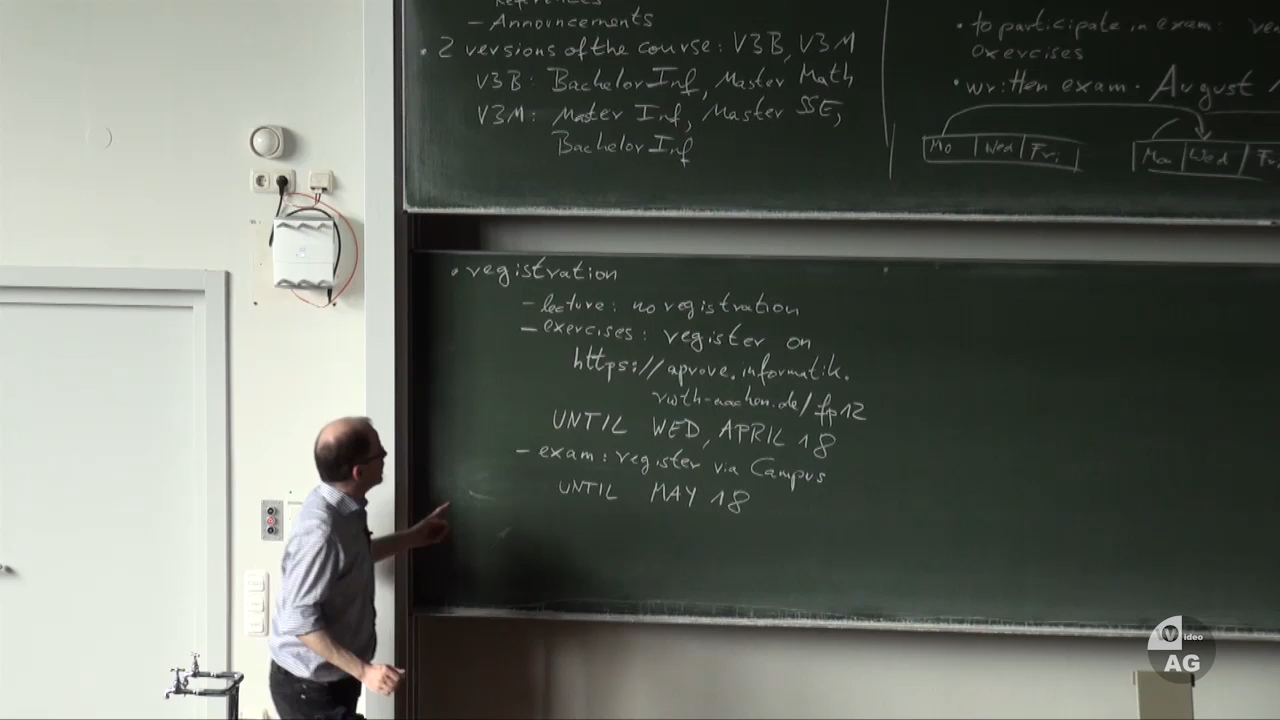 References
- Announcements
• 2 versions of the course: V3B, V3M
V3B: Bachelor Inf, Master Math
V3M: Mater Inf, Master SSE,
Bachelor Inf
• to participate in exam:
exercises
• written exam. August
Mo Wed Fri
Mo Wed Fr
• registration
- lecture: no registration
- exercises: register on
https://aprove.informatik.
rwth-aachen.de/fp12
UNTIL WED, APRIL 18
- exam: register via Campus
UNTIL MAY 18
Video
AG